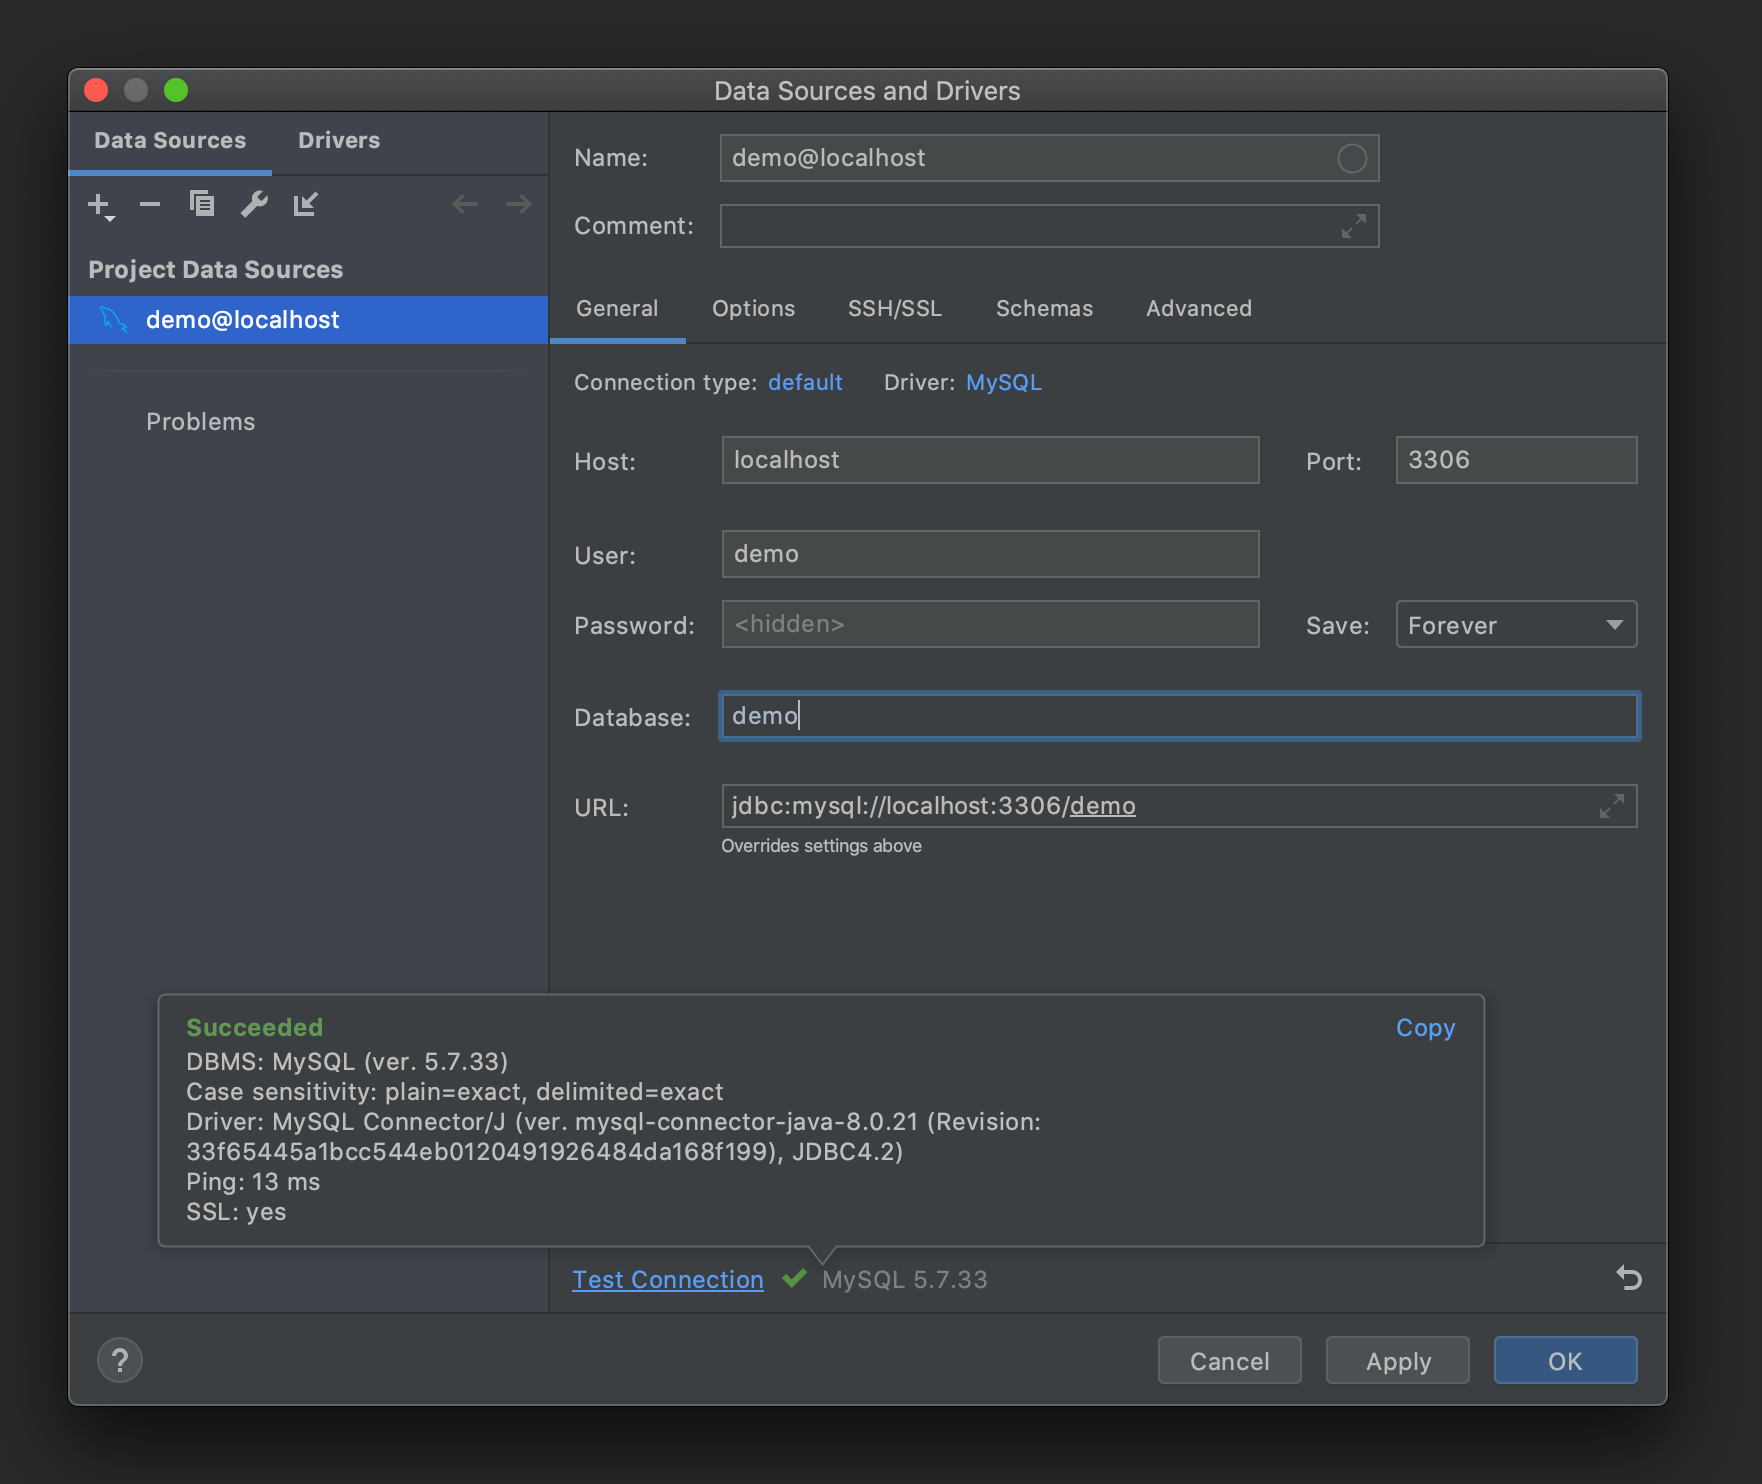 Data Sources and Drivers
Data Sources Drivers
Project Data Sources
demo@localhost
Problems
Name: demo@localhost
Comment:
General Options SSH/SSL Schemas Advanced
Connection type: default Driver: MySQL
Host: localhost Port: 3306
User: demo
Password: <hidden> Save: Forever
Database: demo
URL: jdbc:mysql://localhost:3306/demo
Overrides settings above
Succeeded Copy
DBMS: MySQL (ver. 5.7.33)
Case sensitivity: plain=exact, delimited=exact
Driver: MySQL Connector/J (ver. mysql-connector-java-8.0.21 (Revision:
33f65445a1bcc544eb0120491926484da168f199), JDBC4.2)
Ping: 13 ms
SSL: yes
Test Connection MySQL 5.7.33
? Cancel Apply OK